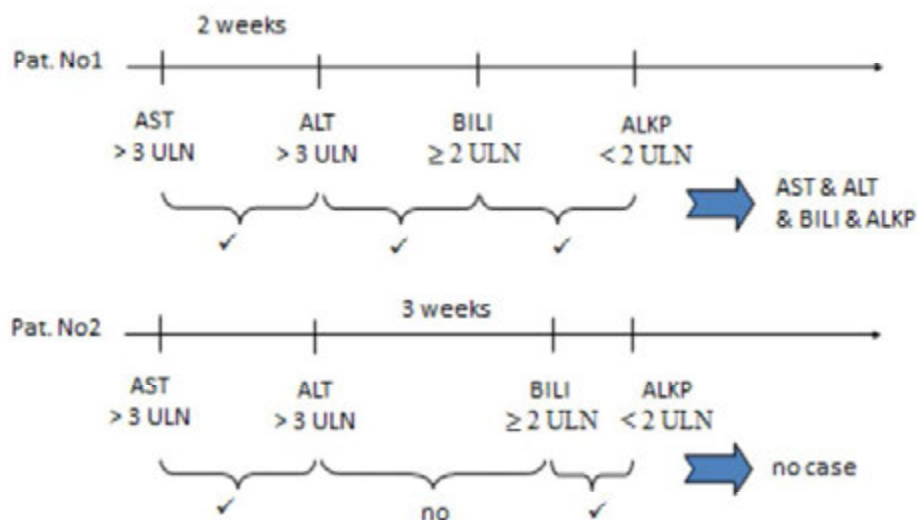 2 weeks
Pat. No1
AST ALT BILI ALKP
> 3 ULN > 3 ULN ≥ 2 ULN < 2 ULN
AST & ALT
& BILI & ALKP
✓ ✓ ✓
3 weeks
Pat. No2
AST ALT BILI ALKP
> 3 ULN > 3 ULN ≥ 2 ULN < 2 ULN
no case
✓ no ✓